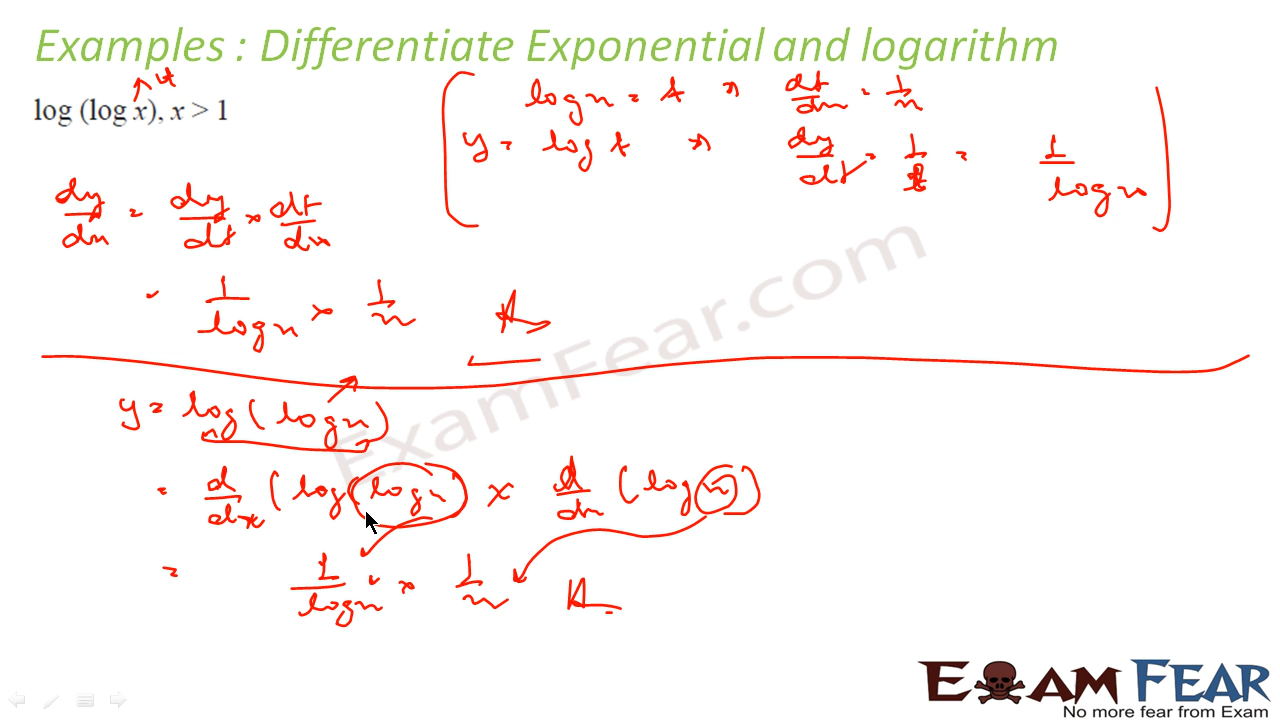 Examples : Differentiate Exponential and logarithm
log (log x), x > 1
log x = t ⇒ dt/dx = 1/x
y = log t ⇒ dy/dt = 1/t = 1/log x
dy/dx = dy/dt × dt/dx
= 1/log x × 1/x
y = log (log x)
= d/dx (log (log x)) × d/dx (log (x))
= 1/log x × 1/x
ExamFear.com
EXAM FEAR
No more fear from Exam